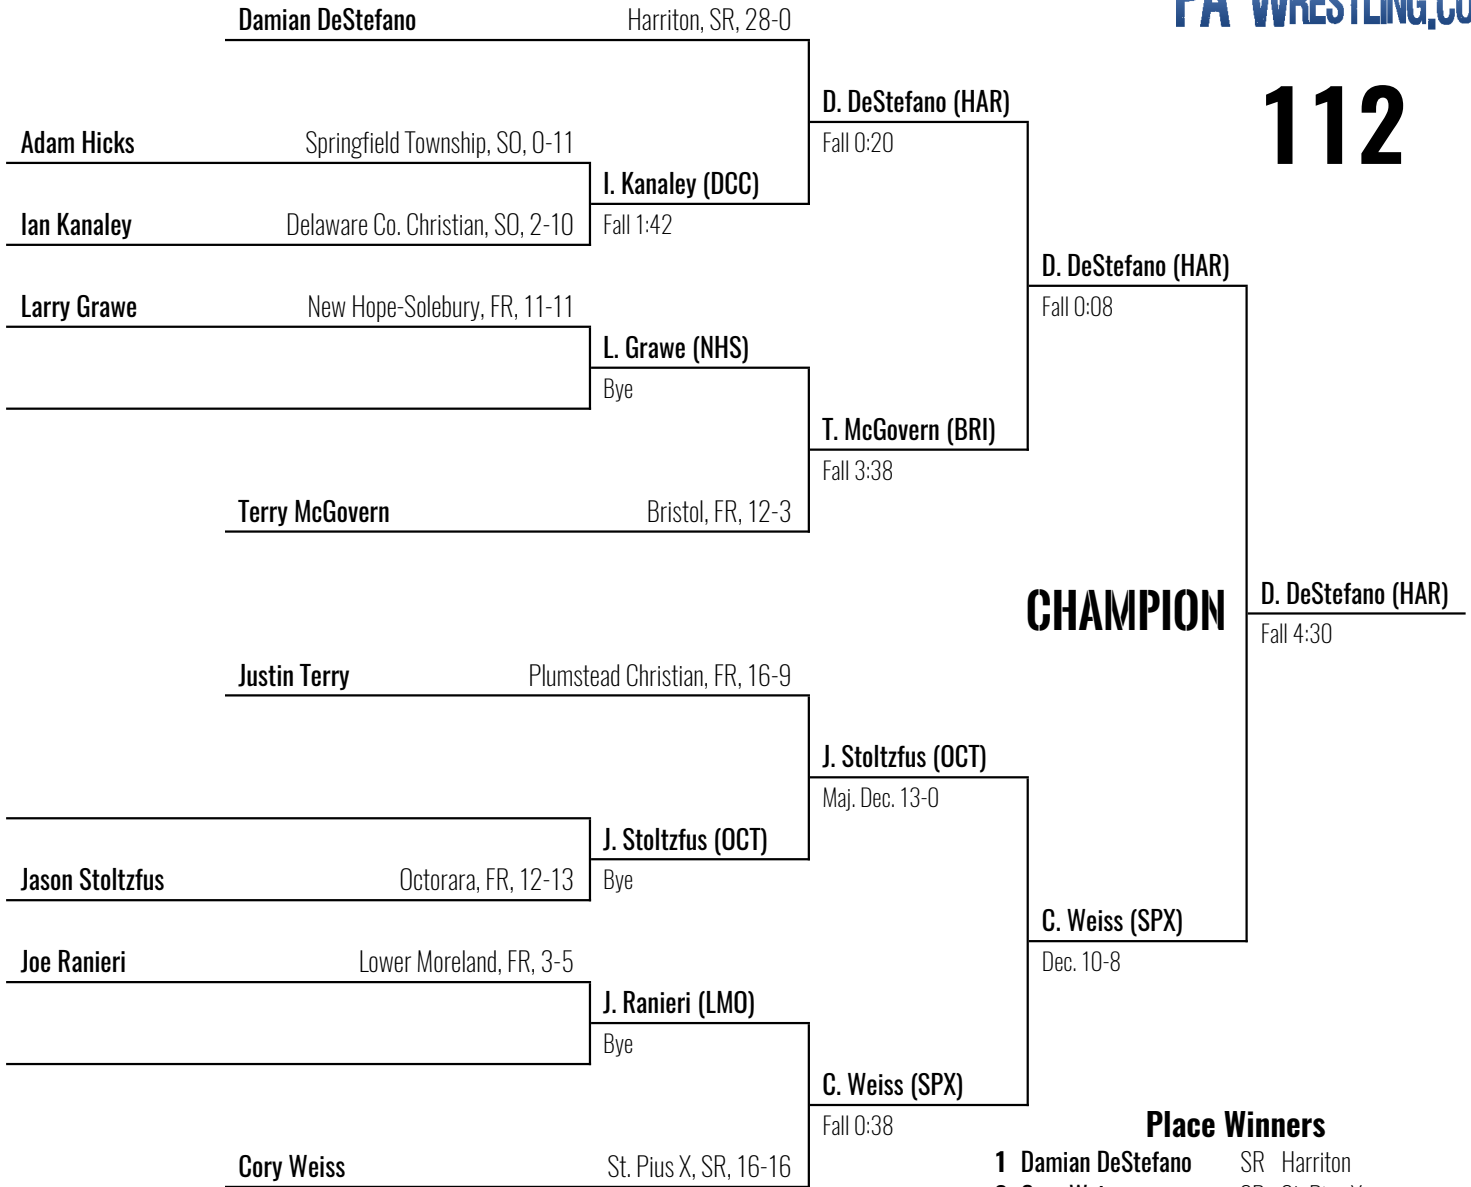 PA WRESTLING.CO
112
Damian DeStefano Harriton, SR, 28-0
D. DeStefano (HAR)
Fall 0:20
Adam Hicks Springfield Township, SO, 0-11
I. Kanaley (DCC)
Fall 1:42
Ian Kanaley Delaware Co. Christian, SO, 2-10
D. DeStefano (HAR)
Fall 0:08
Larry Grawe New Hope-Solebury, FR, 11-11
L. Grawe (NHS)
Bye
T. McGovern (BRI)
Fall 3:38
Terry McGovern Bristol, FR, 12-3
CHAMPION
D. DeStefano (HAR)
Fall 4:30
Justin Terry Plumstead Christian, FR, 16-9
J. Stoltzfus (OCT)
Maj. Dec. 13-0
J. Stoltzfus (OCT)
Bye
Jason Stoltzfus Octorara, FR, 12-13
C. Weiss (SPX)
Dec. 10-8
Joe Ranieri Lower Moreland, FR, 3-5
J. Ranieri (LMO)
Bye
C. Weiss (SPX)
Fall 0:38
Cory Weiss St. Pius X, SR, 16-16
Place Winners
1 Damian DeStefano SR Harriton